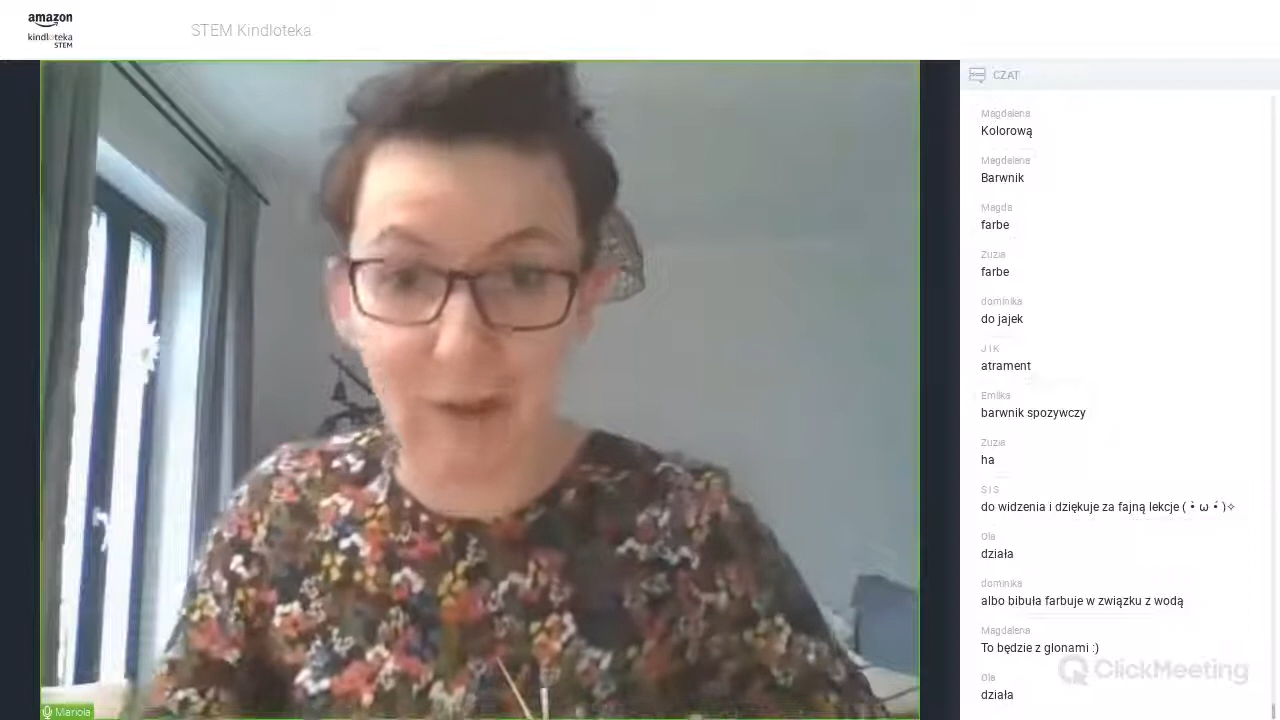 amazon
kindloteka
STEM
STEM Kindloteka
CZAT
Magdalena
Kolorową
Magdalena
Barwnik
Magda
farbe
Zuzia
farbe
dominika
do jajek
J i K
atrament
Emilka
barwnik spożywczy
Zuzia
ha
S I S
do widzenia i dziękuje za fajną lekcje ( •̀ ω •́ )✧
Ola
działa
dominika
albo bibuła farbuje w związku z wodą
Magdalena
To będzie z glonami :)
ClickMeeting
Ola
działa
Mariola